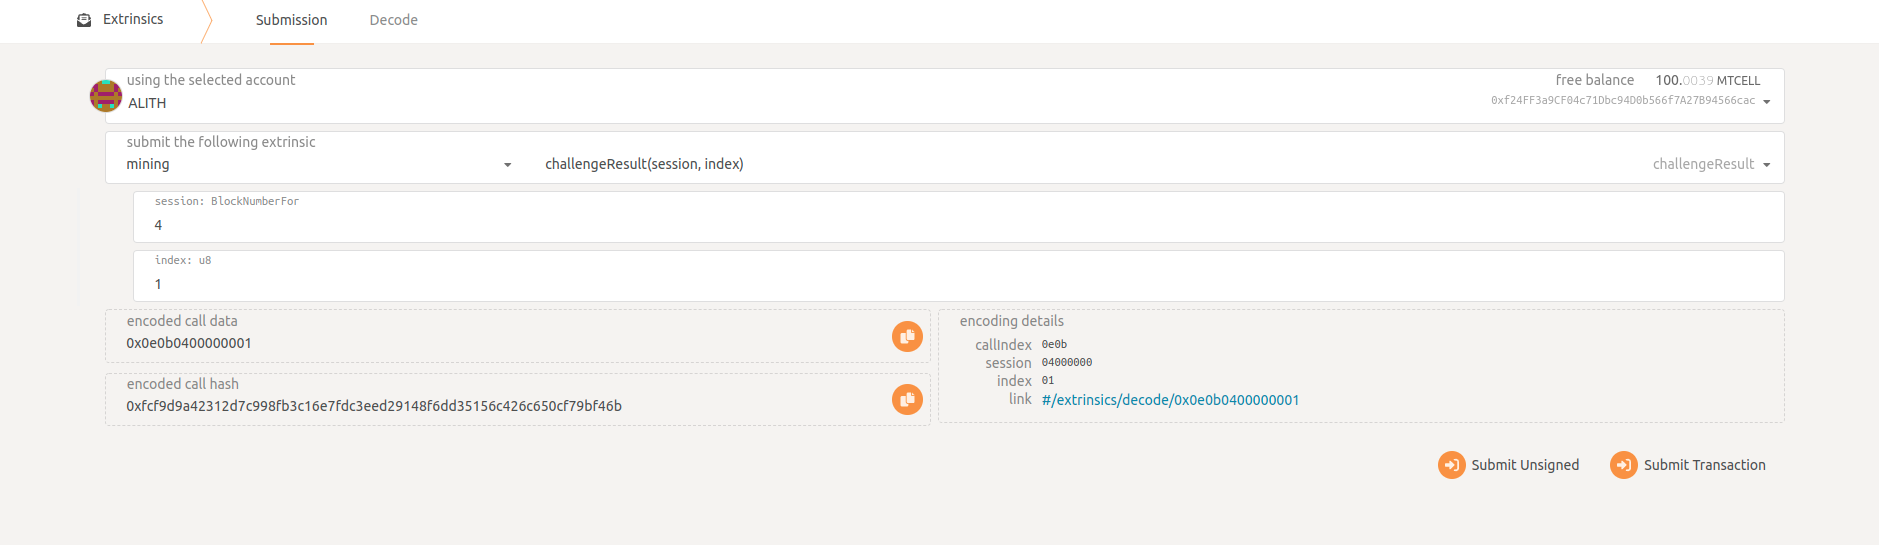 Extrinsics
Submission
Decode
using the selected account
ALITH
free balance 100.0039 MTCELL
0xf24FF3a9CF04c71Dbc94D0b566f7A27B94566cac
submit the following extrinsic
mining
challengeResult(session, index)
challengeResult
session: BlockNumberFor
4
index: u8
1
encoded call data
0x0e0b0400000001
encoded call hash
0xfcf9d9a42312d7c998fb3c16e7fdc3eed29148f6dd35156c426c650cf79bf46b
encoding details
callIndex 0e0b
session 04000000
index 01
link #/extrinsics/decode/0x0e0b0400000001
Submit Unsigned
Submit Transaction